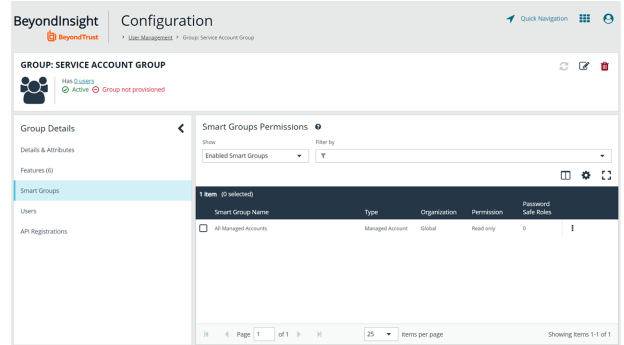 BeyondInsight
BeyondTrust
Configuration
User Management > Group: Service Account Group
Quick Navigation
GROUP: SERVICE ACCOUNT GROUP
Has 0 users
Active Group not provisioned
Group Details
Details & Attributes
Features (6)
Smart Groups
Users
API Registrations
Smart Groups Permissions
Show
Filter by
Enabled Smart Groups
1 Item (0 selected)
Smart Group Name Type Organization Permission Password Safe Roles
All Managed Accounts Managed Account Global Read only 0
Page 1 of 1
25 items per page
Showing Items 1-1 of 1